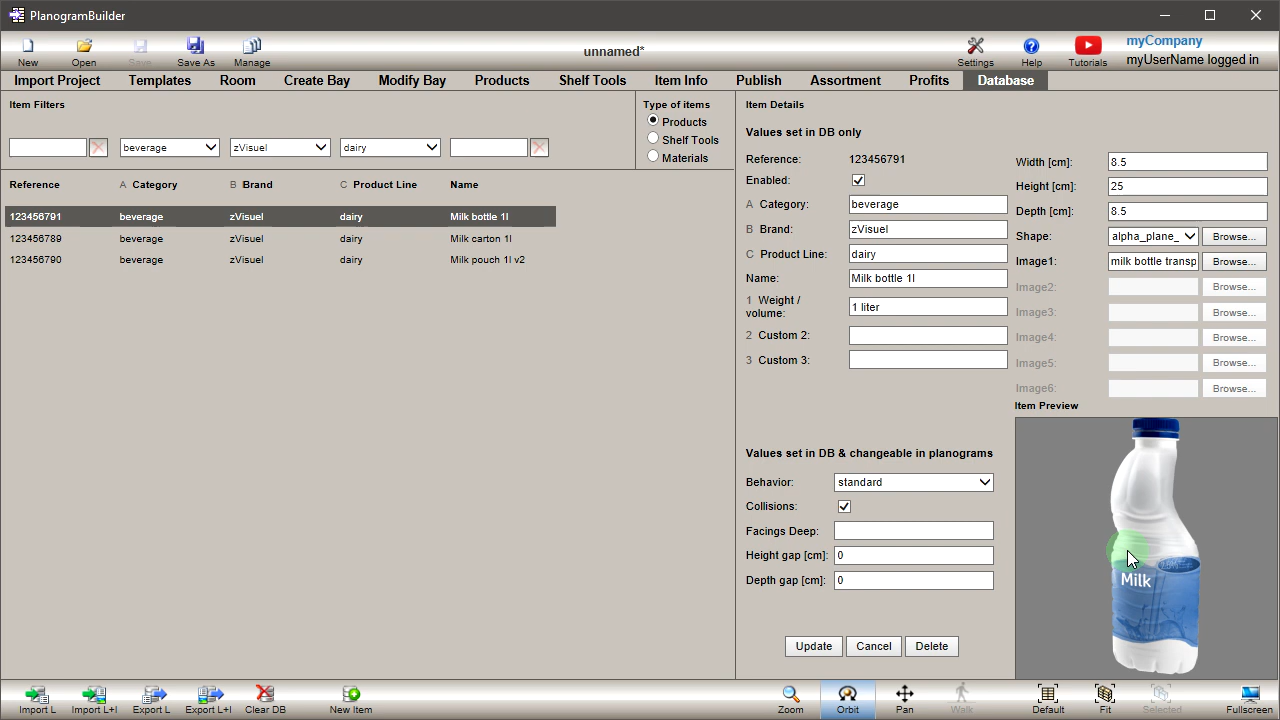 PlanogramBuilder
New
Open
Save
Save As
Manage
unnamed*
Settings
Help
Tutorials
myCompany
myUserName logged in
Import Project
Templates
Room
Create Bay
Modify Bay
Products
Shelf Tools
Item Info
Publish
Assortment
Profits
Database
Item Filters
beverage
zVisuel
dairy
Type of items
Products
Shelf Tools
Materials
Reference
A Category
B Brand
C Product Line
Name
123456791 beverage zVisuel dairy Milk bottle 1l
123456789 beverage zVisuel dairy Milk carton 1l
123456790 beverage zVisuel dairy Milk pouch 1l v2
Item Details
Values set in DB only
Reference: 123456791
Enabled:
A Category: beverage
B Brand: zVisuel
C Product Line: dairy
Name: Milk bottle 1l
1 Weight /
volume: 1 liter
2 Custom 2:
3 Custom 3:
Values set in DB & changeable in planograms
Behavior: standard
Collisions:
Facings Deep:
Height gap [cm]: 0
Depth gap [cm]: 0
Update
Cancel
Delete
Width [cm]: 8.5
Height [cm]: 25
Depth [cm]: 8.5
Shape: alpha_plane_ Browse...
Image1: milk bottle transp Browse...
Image2: Browse...
Image3: Browse...
Image4: Browse...
Image5: Browse...
Image6: Browse...
Item Preview
Milk
Import L
Import L+I
Export L
Export L+I
Clear DB
New Item
Zoom
Orbit
Pan
Walk
Default
Fit
Selected
Fullscreen